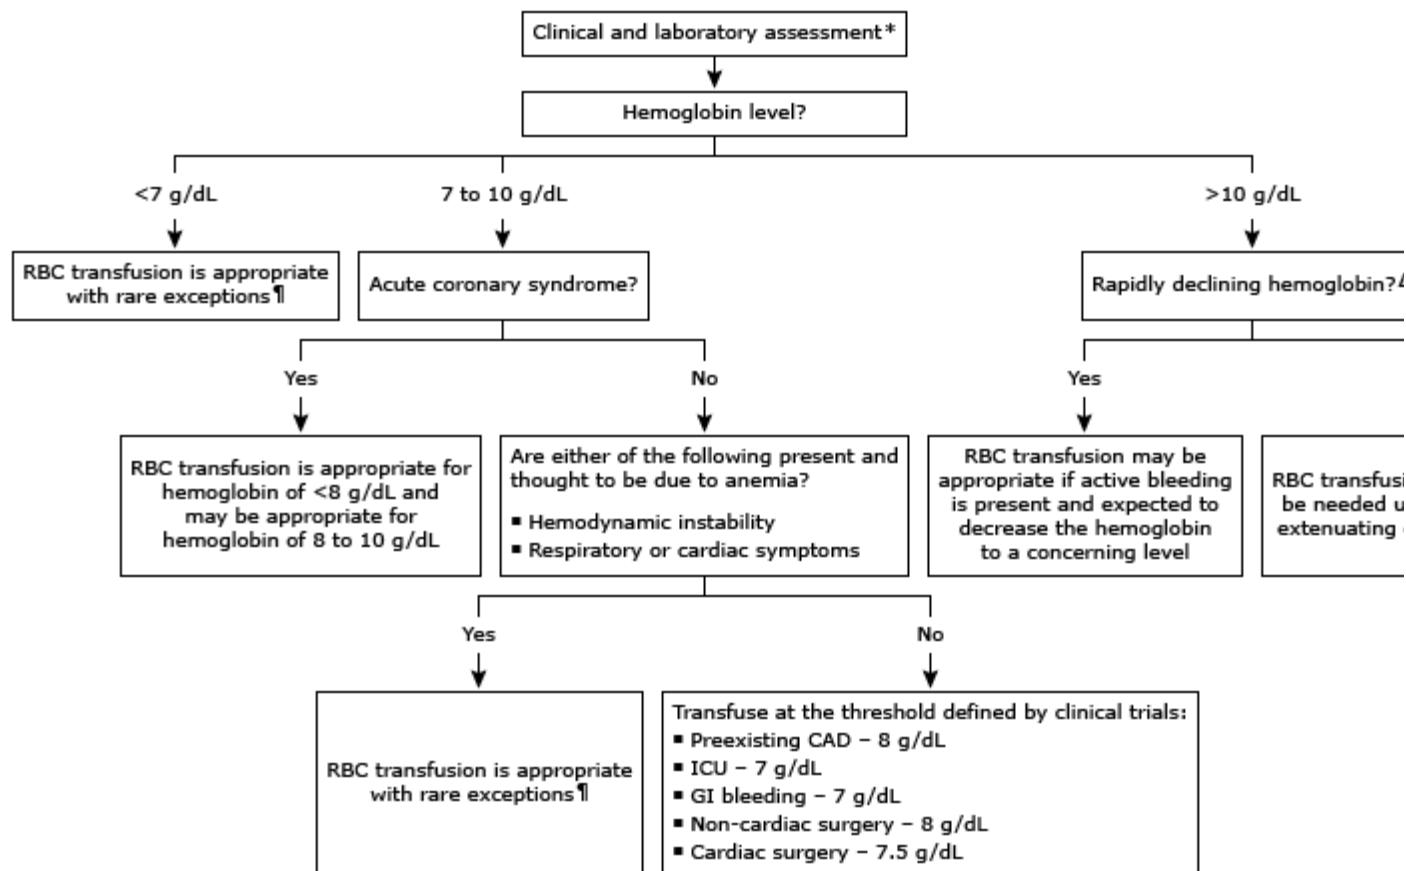 Clinical and laboratory assessment*
Hemoglobin level?
<7 g/dL
7 to 10 g/dL
>10 g/dL
RBC transfusion is appropriate
with rare exceptions¶
Acute coronary syndrome?
Rapidly declining hemoglobin?
Yes
No
Yes
RBC transfusion is appropriate for
hemoglobin of <8 g/dL and
may be appropriate for
hemoglobin of 8 to 10 g/dL
Are either of the following present and
thought to be due to anemia?
▪ Hemodynamic instability
▪ Respiratory or cardiac symptoms
RBC transfusion may be
appropriate if active bleeding
is present and expected to
decrease the hemoglobin
to a concerning level
RBC
be needed
extenuating
Yes
No
RBC transfusion is appropriate
with rare exceptions¶
Transfuse at the threshold defined by clinical trials:
▪ Preexisting CAD – 8 g/dL
▪ ICU – 7 g/dL
▪ GI bleeding – 7 g/dL
▪ Non-cardiac surgery – 8 g/dL
▪ Cardiac surgery – 7.5 g/dL